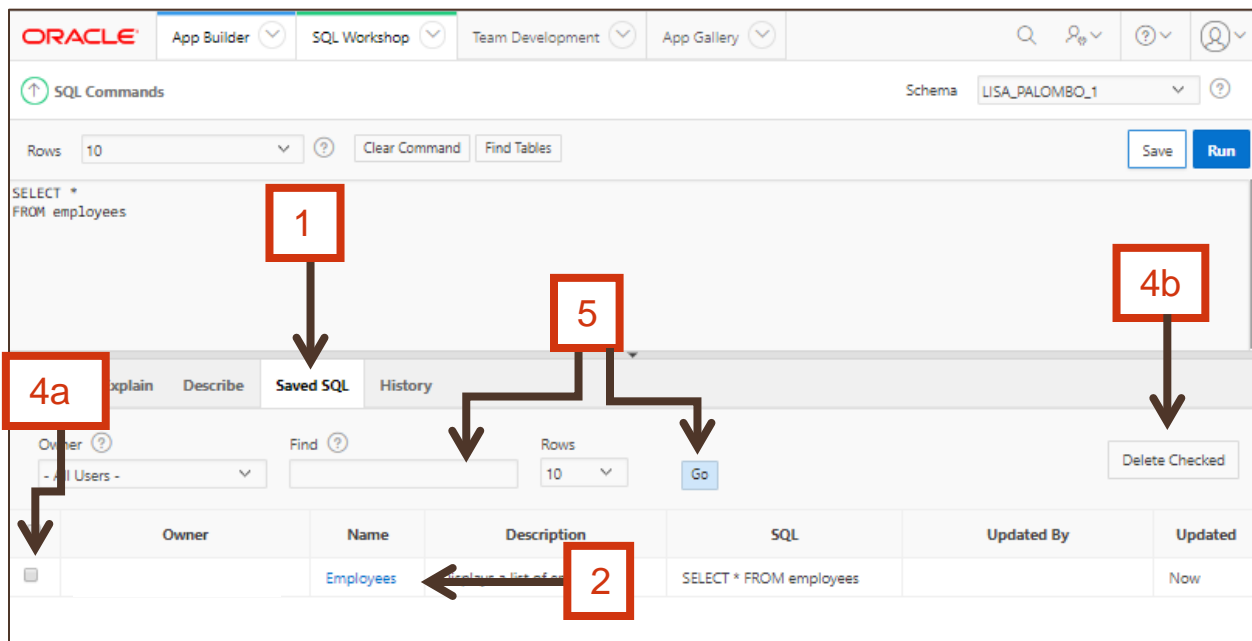 ORACLE App Builder SQL Workshop Team Development App Gallery
SQL Commands Schema LISA_PALOMBO_1
Rows 10 Clear Command Find Tables Save Run
SELECT *
FROM employees
1
5
4b
4a
xplain Describe Saved SQL History
Owner Find Rows
- All Users - 10 Go Delete Checked
Owner Name Description SQL Updated By Updated
Employees a list of SELECT * FROM employees Now
2